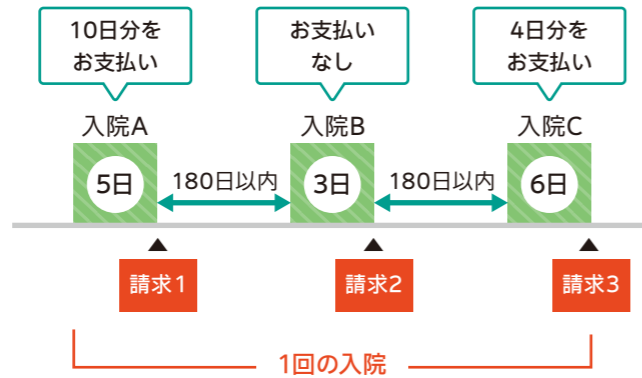 10日分を
お支払い
お支払い
なし
4日分を
お支払い
入院A
入院B
入院C
5日
180日以内
3日
180日以内
6日
請求1
請求2
請求3
1回の入院